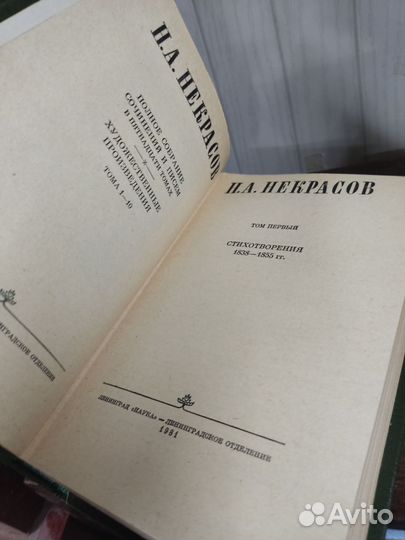 Н.А. НЕКРАСОВ
ПОЛНОЕ СОБРАНИЕ
СОЧИНЕНИЙ И ПИСЕМ
В ПЯТНАДЦАТИ ТОМАХ
ХУДОЖЕСТВЕННЫЕ
ПРОИЗВЕДЕНИЯ
ТОМА 1—10
ЛЕНИНГРАДСКОЕ ОТДЕЛЕНИЕ
Н.А. НЕКРАСОВ
ТОМ ПЕРВЫЙ
СТИХОТВОРЕНИЯ
1838—1855 гг.
ЛЕНИНГРАД «НАУКА» — ЛЕНИНГРАДСКОЕ ОТДЕЛЕНИЕ
1981
Avito